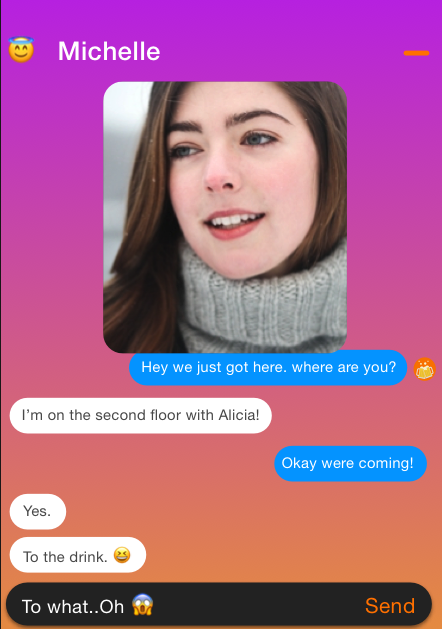 Michelle
Hey we just got here. where are you?
I'm on the second floor with Alicia!
Okay were coming!
Yes.
To the drink. 😆
To what..Oh 😱 Send